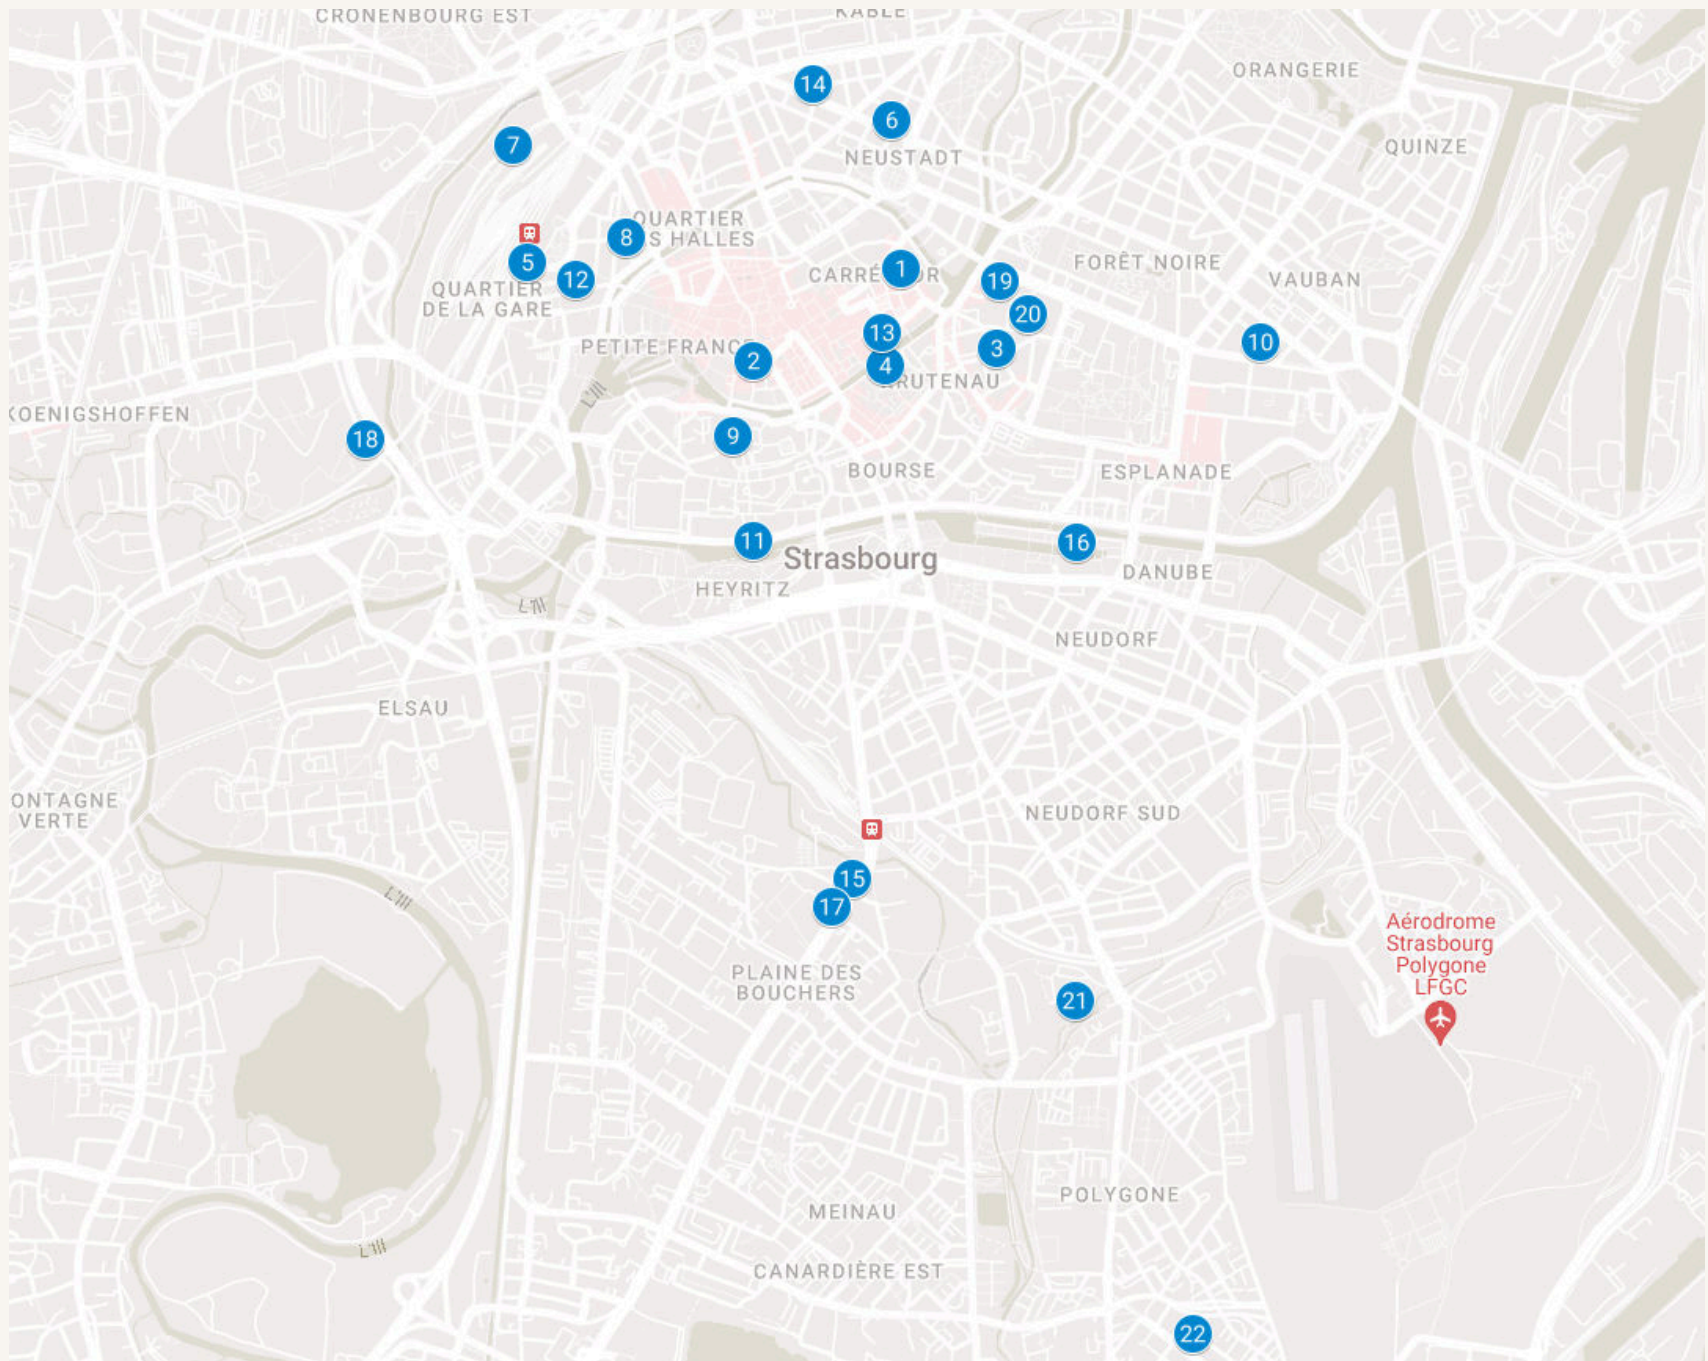 CRONENBOURG EST
KABLÉ
ORANGERIE
14
6
7
QUINZE
NEUSTADT
QUARTIER
S HALLES
8
5
12
QUARTIER
DE LA GARE
CARRÉ
OR
1
19
FORÊT NOIRE
VAUBAN
20
13
3
10
PETITE FRANC
2
4
RUTENAU
L'Ill
KOENIGSHOFFEN
18
9
BOURSE
ESPLANADE
11
16
Strasbourg
DANUBE
HEYRITZ
L'Ill
NEUDORF
ELSAU
ONTAGNE
VERTE
NEUDORF SUD
15
17
L'Ill
Aérodrome
Strasbourg
Polygone
LFGC
PLAINE DES
BOUCHERS
21
POLYGONE
MEINAU
L'Ill
CANARDIÈRE EST
22